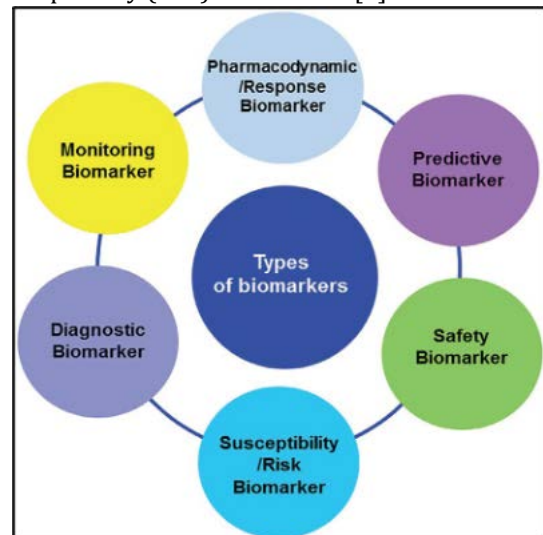 Pharmacodynamic
/Response
Biomarker
Monitoring
Biomarker
Predictive
Biomarker
Types
of biomarkers
Diagnostic
Biomarker
Safety
Biomarker
Susceptibility
/Risk
Biomarker